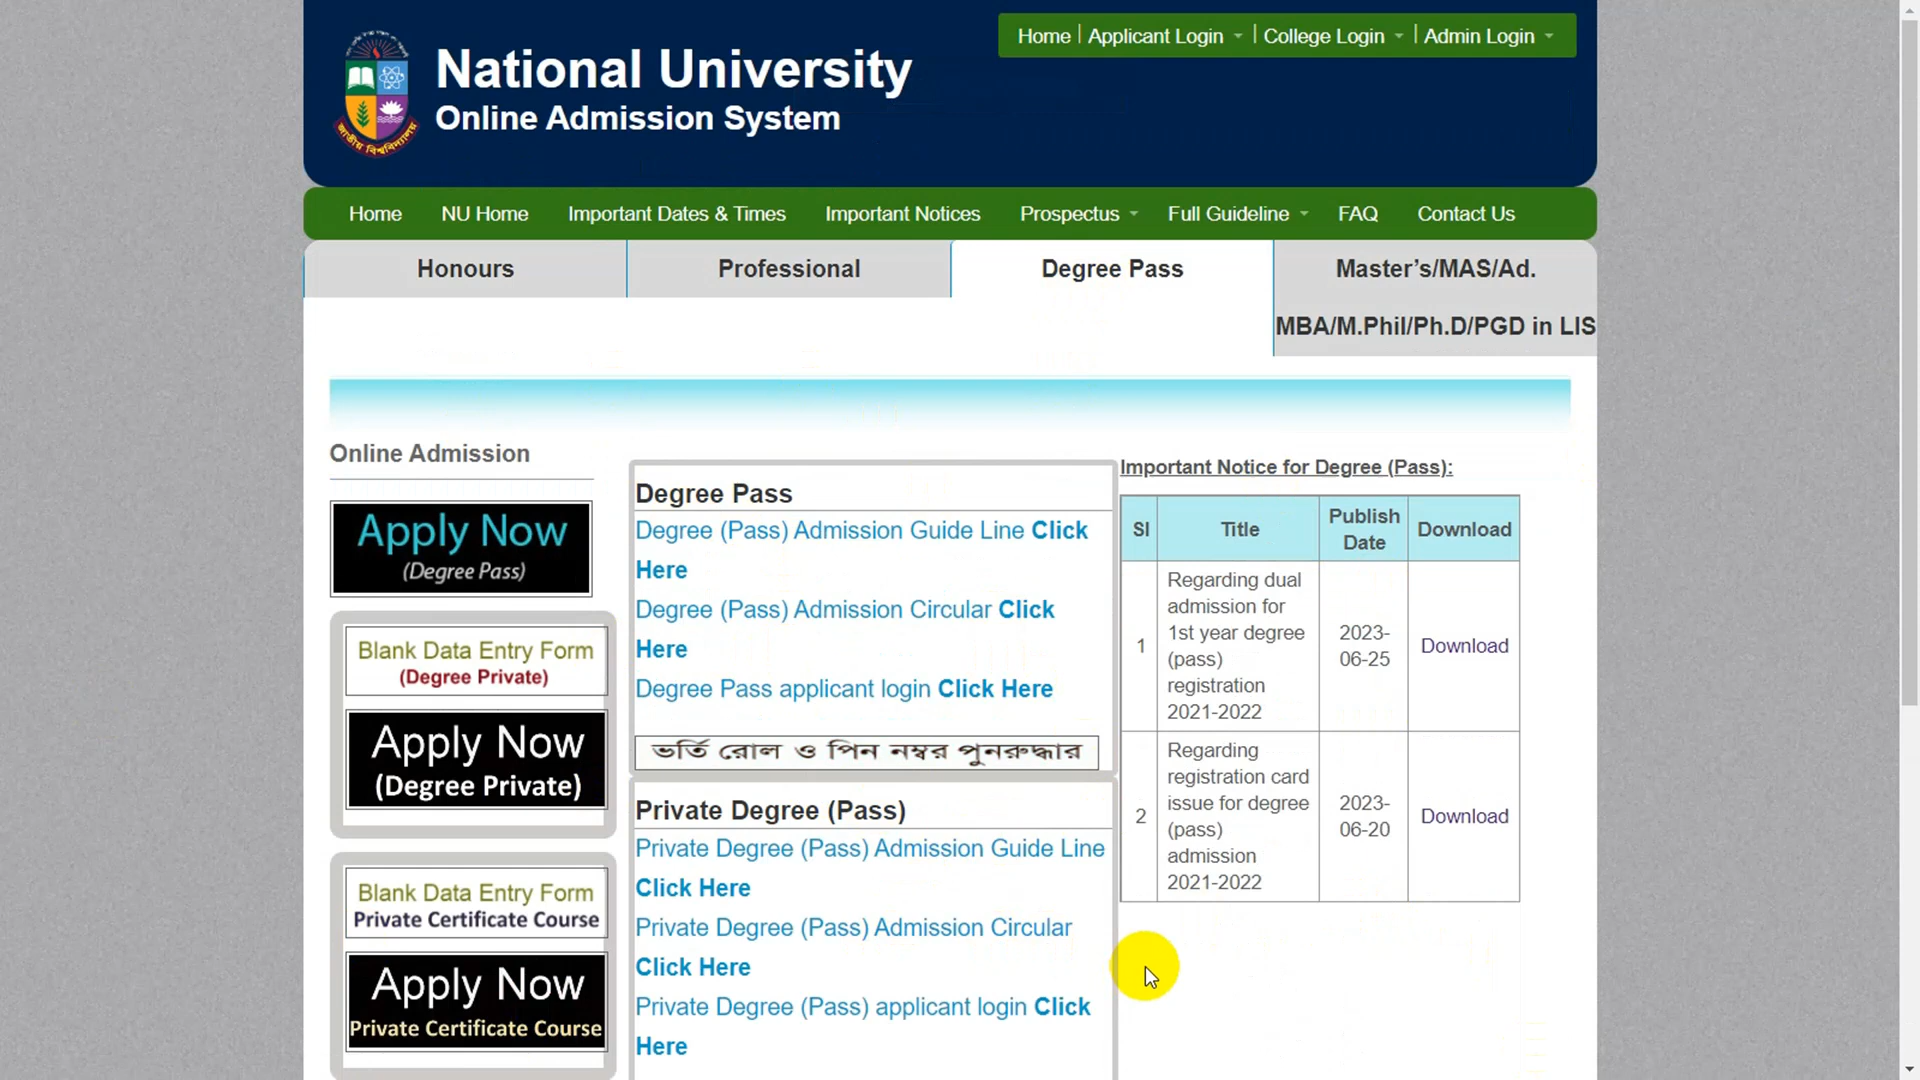 Home | Applicant Login | College Login | Admin Login
National University
Online Admission System
জাতীয় বিশ্ববিদ্যালয়
Home NU Home Important Dates & Times Important Notices Prospectus Full Guideline FAQ Contact Us
Honours Professional Degree Pass Master’s/MAS/Ad.
MBA/M.Phil/Ph.D/PGD in LIS
Online Admission
Apply Now
(Degree Pass)
Blank Data Entry Form
(Degree Private)
Apply Now
(Degree Private)
Blank Data Entry Form
Private Certificate Course
Apply Now
Private Certificate Course
Degree Pass
Degree (Pass) Admission Guide Line Click
Here
Degree (Pass) Admission Circular Click
Here
Degree Pass applicant login Click Here
ভর্তি রোল ও পিন নম্বর পুনরুদ্ধার
Private Degree (Pass)
Private Degree (Pass) Admission Guide Line
Click Here
Private Degree (Pass) Admission Circular
Click Here
Private Degree (Pass) applicant login Click
Here
Important Notice for Degree (Pass):
Sl Title Publish Date Download
1
Regarding dual
admission for
1st year degree
(pass)
registration
2021-2022
2023-
06-25
Download
2
Regarding
registration card
issue for degree
(pass)
admission
2021-2022
2023-
06-20
Download